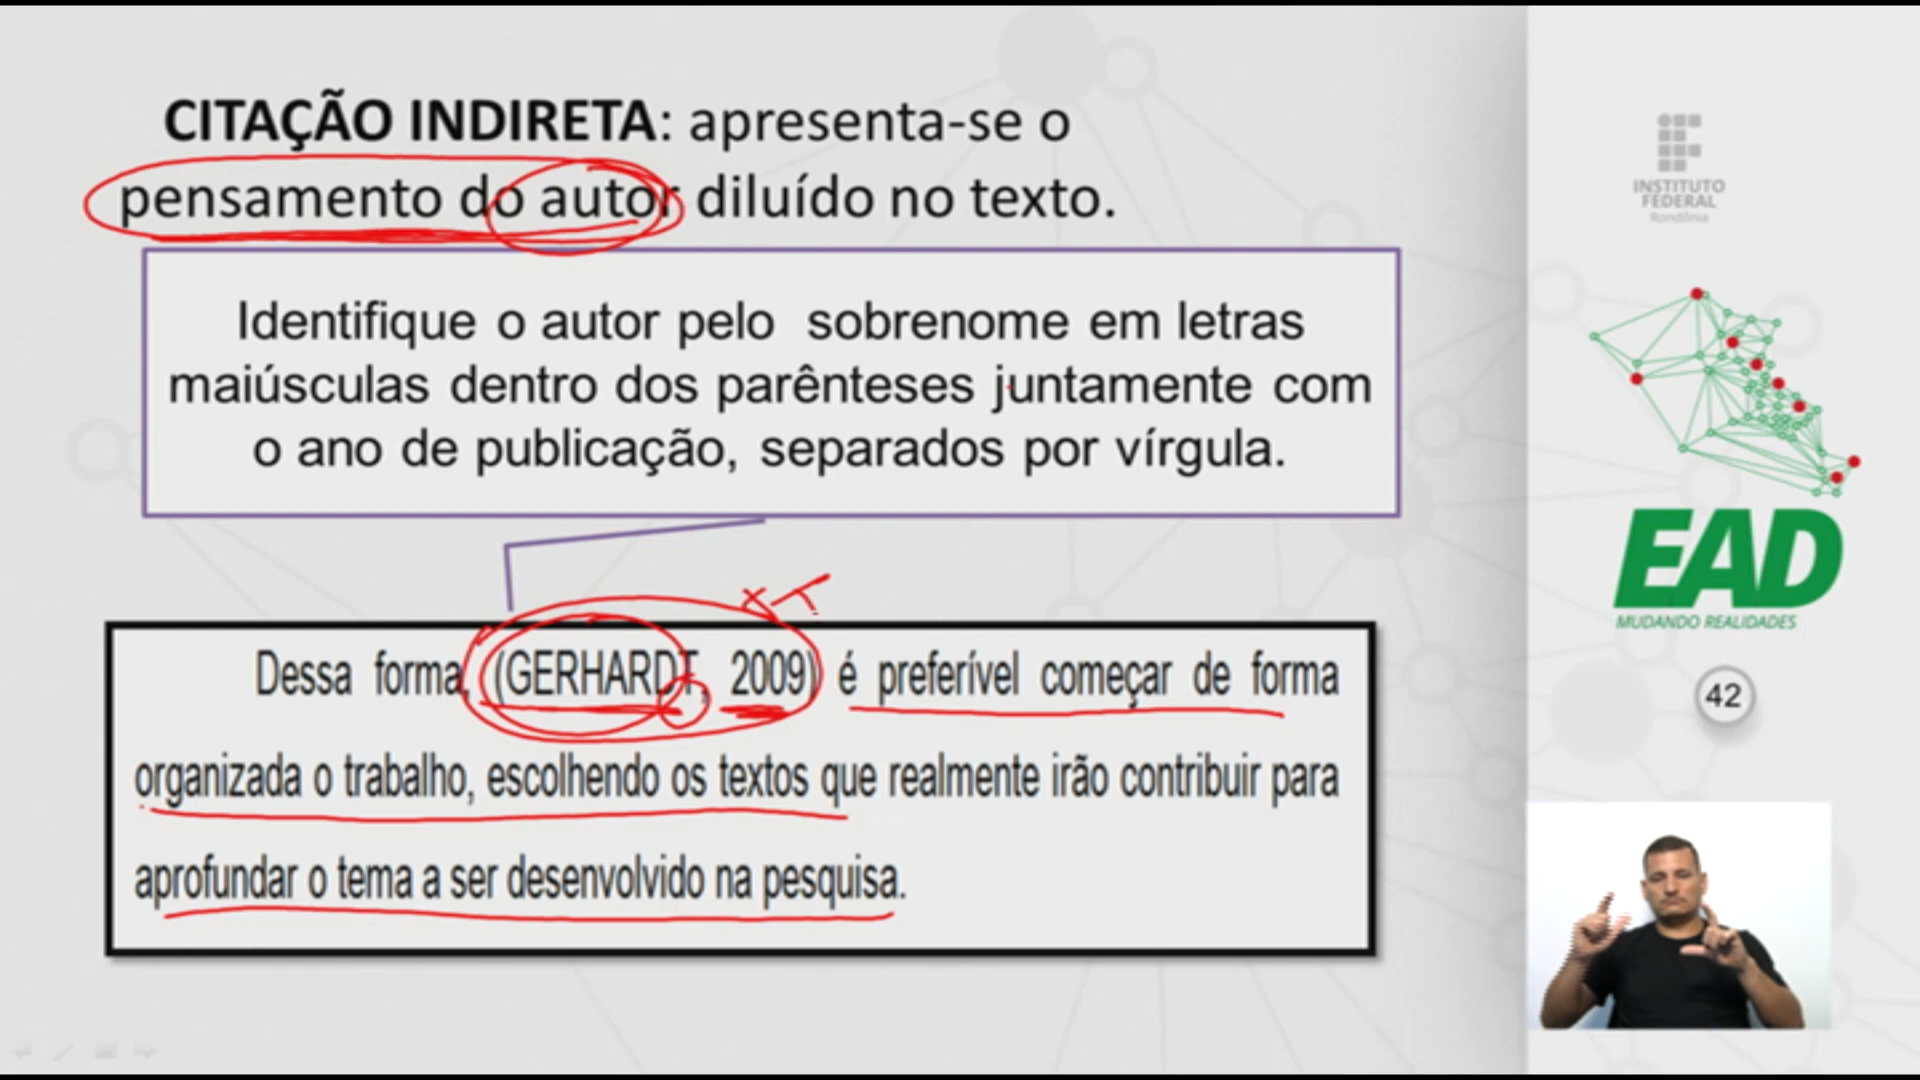 CITAÇÃO INDIRETA: apresenta-se o
pensamento do autor diluído no texto.
Identifique o autor pelo sobrenome em letras
maiúsculas dentro dos parênteses juntamente com
o ano de publicação, separados por vírgula.
Dessa forma, (GERHARDT, 2009) é preferível começar de forma
organizada o trabalho, escolhendo os textos que realmente irão contribuir para
aprofundar o tema a ser desenvolvido na pesquisa.
INSTITUTO
FEDERAL
Rondônia
EAD
MUDANDO REALIDADES
42